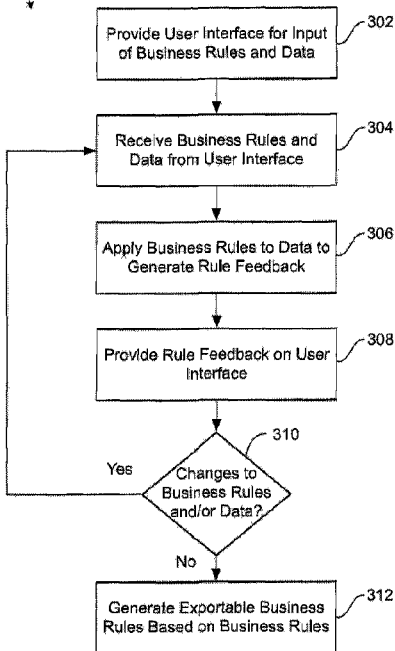 Provide User Interface for Input
of Business Rules and Data
302
Receive Business Rules and
Data from User Interface
304
Apply Business Rules to Data to
Generate Rule Feedback
306
Provide Rule Feedback on User
Interface
308
310
Yes
Changes to
Business Rules
and/or Data?
No
Generate Exportable Business
Rules Based on Business Rules
312